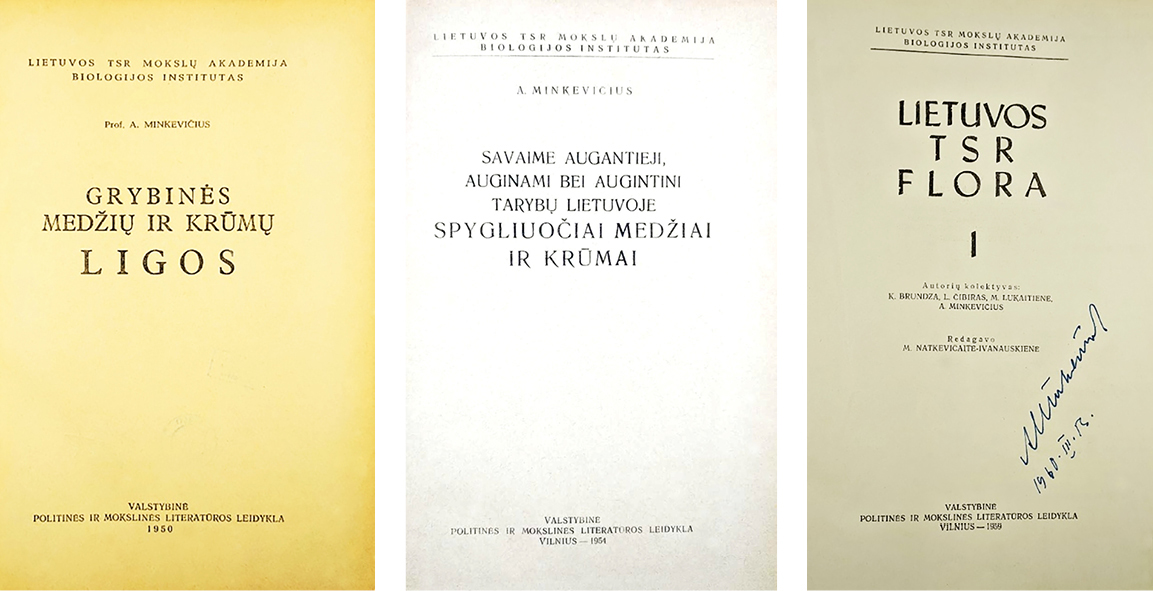 LIETUVOS TSR MOKSLŲ AKADEMIJA
BIOLOGIJOS INSTITUTAS
Prof. A. MINKEVIČIUS
GRYBINĖS
MEDŽIŲ IR KRŪMŲ
LIGOS
VALSTYBINĖ
POLITINĖS IR MOKSLINĖS LITERATŪROS LEIDYKLA
1950
LIETUVOS TSR MOKSLŲ AKADEMIJA
BIOLOGIJOS INSTITUTAS
A. MINKEVIČIUS
SAVAIME AUGANTIEJI,
AUGINAMI BEI AUGINTINI
TARYBŲ LIETUVOJE
SPYGLIUOČIAI MEDŽIAI
IR KRŪMAI
VALSTYBINĖ
POLITINĖS IR MOKSLINĖS LITERATŪROS LEIDYKLA
VILNIUS — 1954
LIETUVOS TSR MOKSLŲ AKADEMIJA
BIOLOGIJOS INSTITUTAS
LIETUVOS
TSR
FLORA
I
Autorių kolektyvas:
K. BRUNDZA, L. ČIBIRAS, M. LUKAITIENĖ,
A. MINKEVIČIUS
Redagavo
M. NATKEVIČAITĖ-IVANAUSKIENĖ
1960. III.
VALSTYBINĖ
POLITINĖS IR MOKSLINĖS LITERATŪROS LEIDYKLA
VILNIUS — 1959